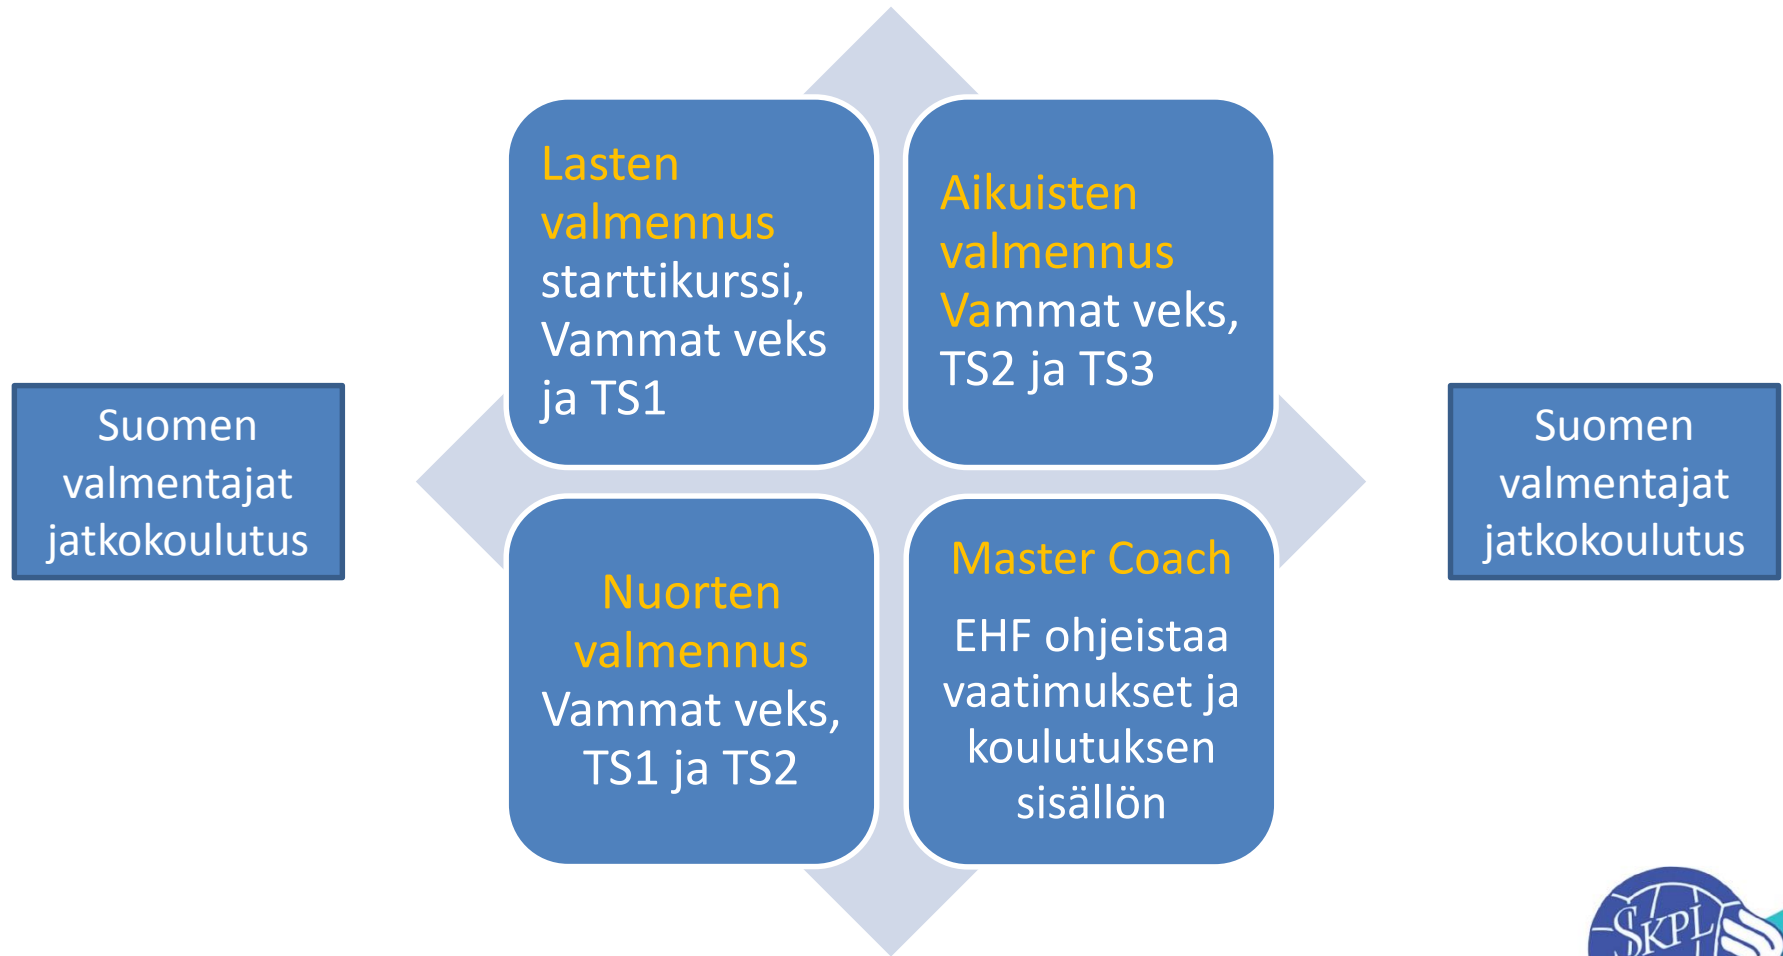 Lasten
valmennus
starttikurssi,
Vammat veks
ja TS1
Aikuisten
valmennus
Vammat veks,
TS2 ja TS3
Suomen
valmentajat
jatkokoulutus
Suomen
valmentajat
jatkokoulutus
Nuorten
valmennus
Vammat veks,
TS1 ja TS2
Master Coach
EHF ohjeistaa
vaatimukset ja
koulutuksen
sisällön
SKPL